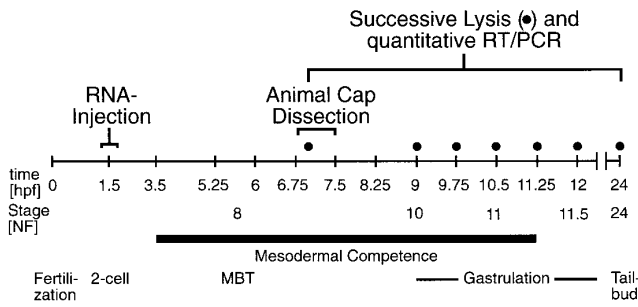 Successive Lysis (●) and
quantitative RT/PCR
RNA-
Injection
Animal Cap
Dissection
time
[hpf]
0 1.5 3.5 5.25 6 6.75 7.5 8.25 9 9.75 10.5 11.25 12 24
Stage
[NF]
8 10 11 11.5 24
Mesodermal Competence
Fertili-
zation
2-cell MBT Gastrulation
Tail-
bud